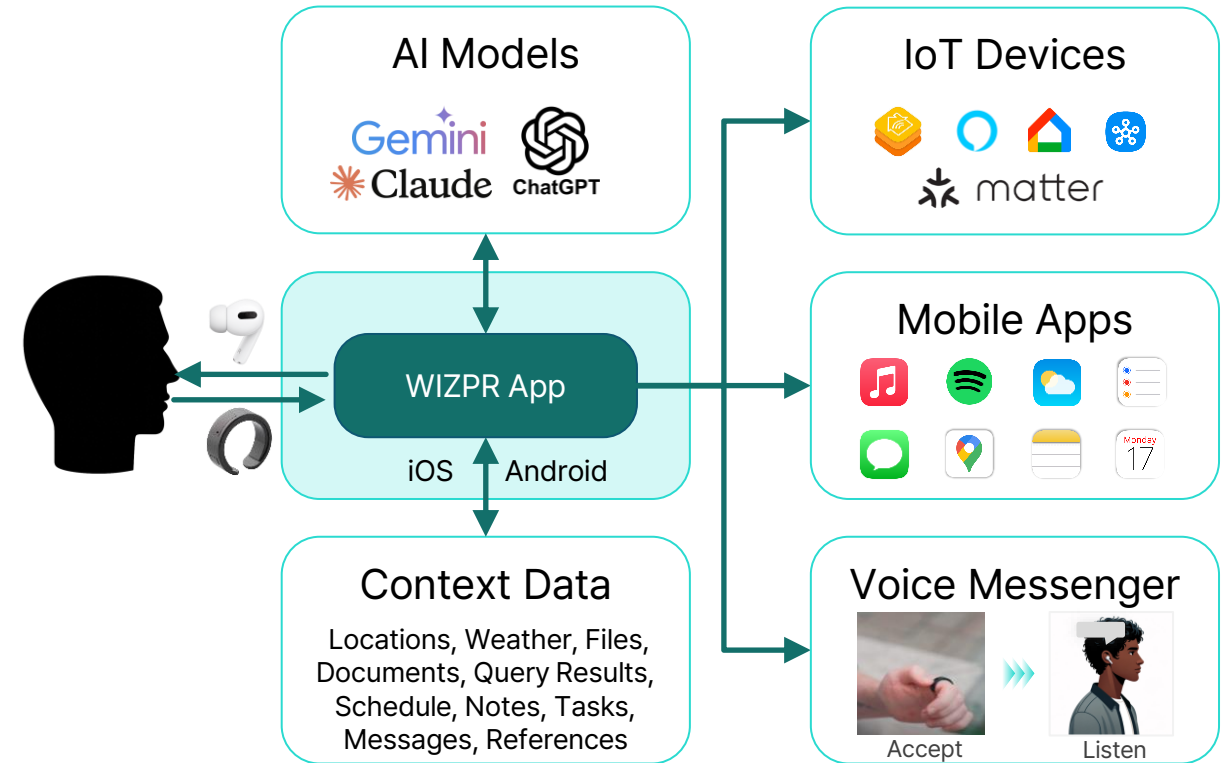 AI Models
Gemini
Claude
ChatGPT
IoT Devices
matter
WIZPR App
iOS
Android
Mobile Apps
Monday
17
Context Data
Locations, Weather, Files,
Documents, Query Results,
Schedule, Notes, Tasks,
Messages, References
Voice Messenger
Accept
Listen